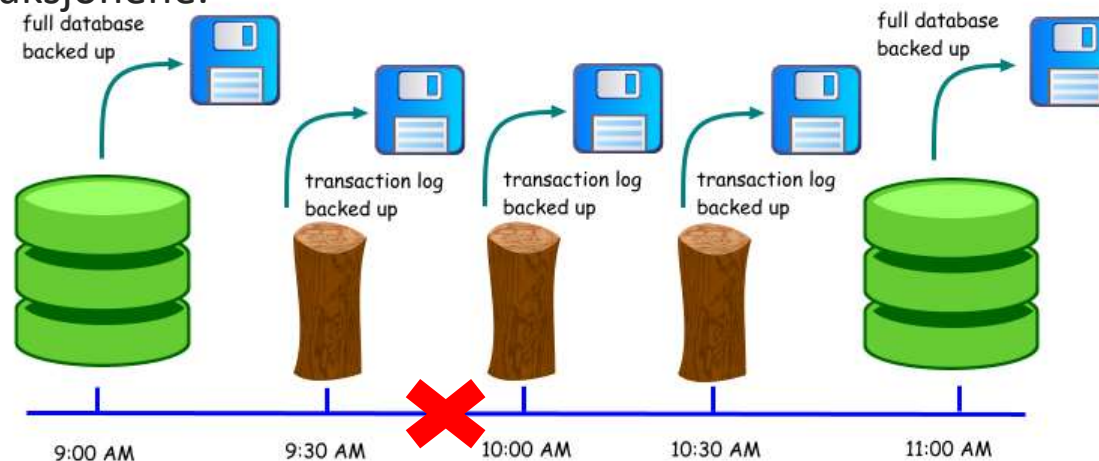 full database
backed up
transaction log
backed up
transaction log
backed up
transaction log
backed up
full database
backed up
9:00 AM
9:30 AM
10:00 AM
10:30 AM
11:00 AM